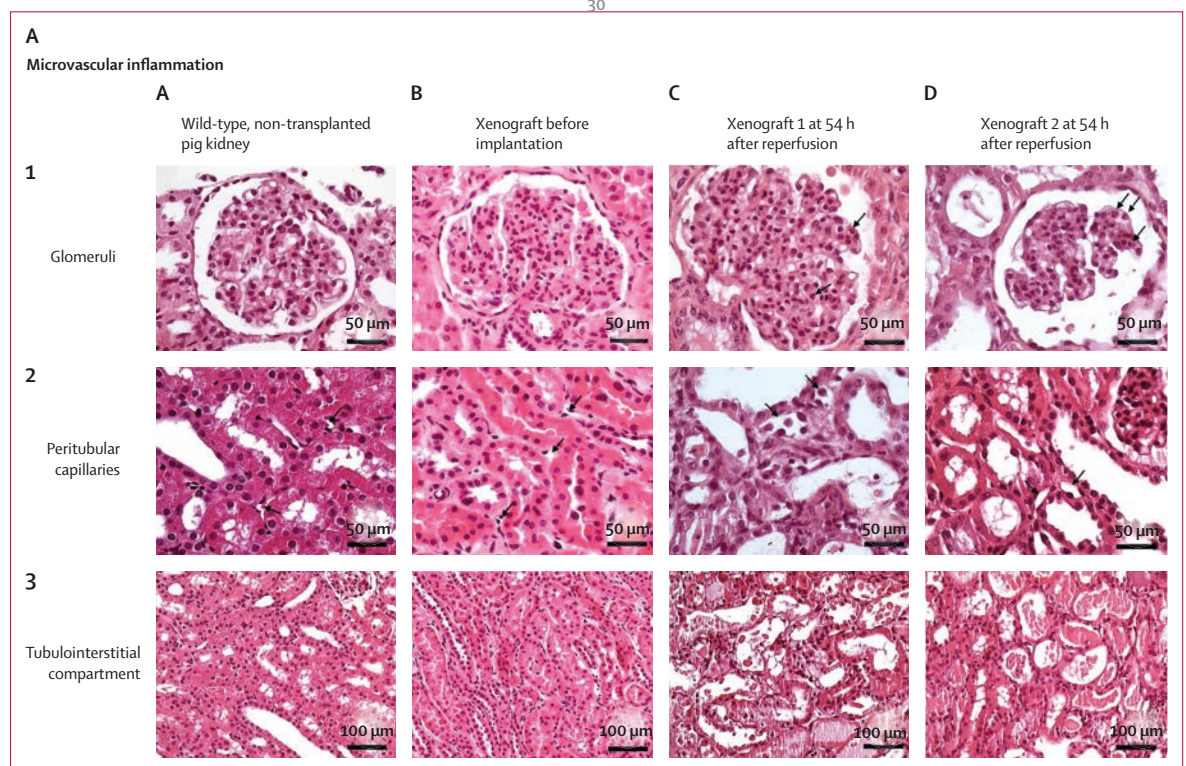 30
A
Microvascular inflammation
A
B
C
D
Wild-type, non-transplanted
pig kidney
Xenograft before
implantation
Xenograft 1 at 54 h
after reperfusion
Xenograft 2 at 54 h
after reperfusion
1
Glomeruli
50 µm
50 µm
50 µm
50 µm
2
Peritubular
capillaries
50 µm
50 µm
50 µm
50 µm
3
Tubulointerstitial
compartment
100 µm
100 µm
100 µm
100 µm